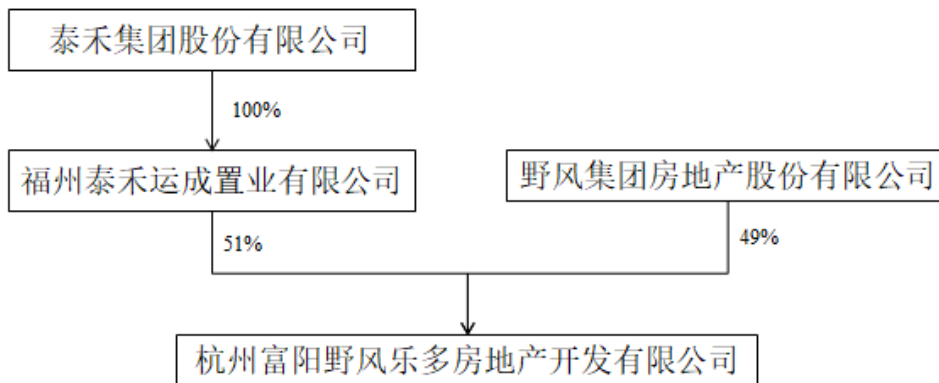 泰禾集团股份有限公司
100%
福州泰禾运成置业有限公司
野风集团房地产股份有限公司
51%
49%
杭州富阳野风乐多房地产开发有限公司